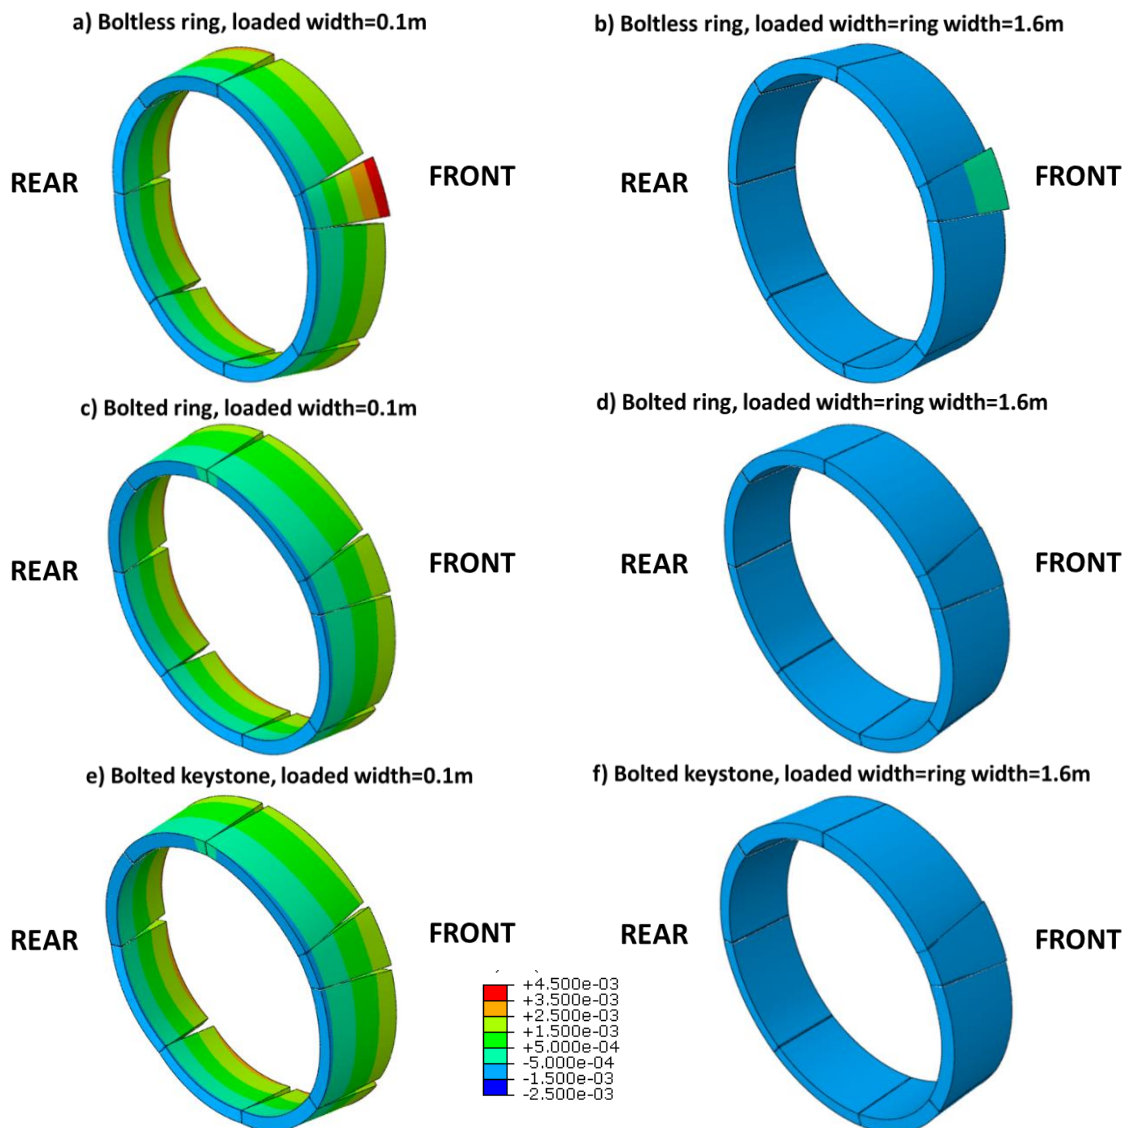 a) Boltless ring, loaded width=0.1m
b) Boltless ring, loaded width=ring width=1.6m
REAR
FRONT
REAR
FRONT
c) Bolted ring, loaded width=0.1m
d) Bolted ring, loaded width=ring width=1.6m
REAR
FRONT
REAR
FRONT
e) Bolted keystone, loaded width=0.1m
f) Bolted keystone, loaded width=ring width=1.6m
REAR
FRONT
REAR
FRONT
+4.500e-03
+3.500e-03
+2.500e-03
+1.500e-03
+5.000e-04
-5.000e-04
-1.500e-03
-2.500e-03